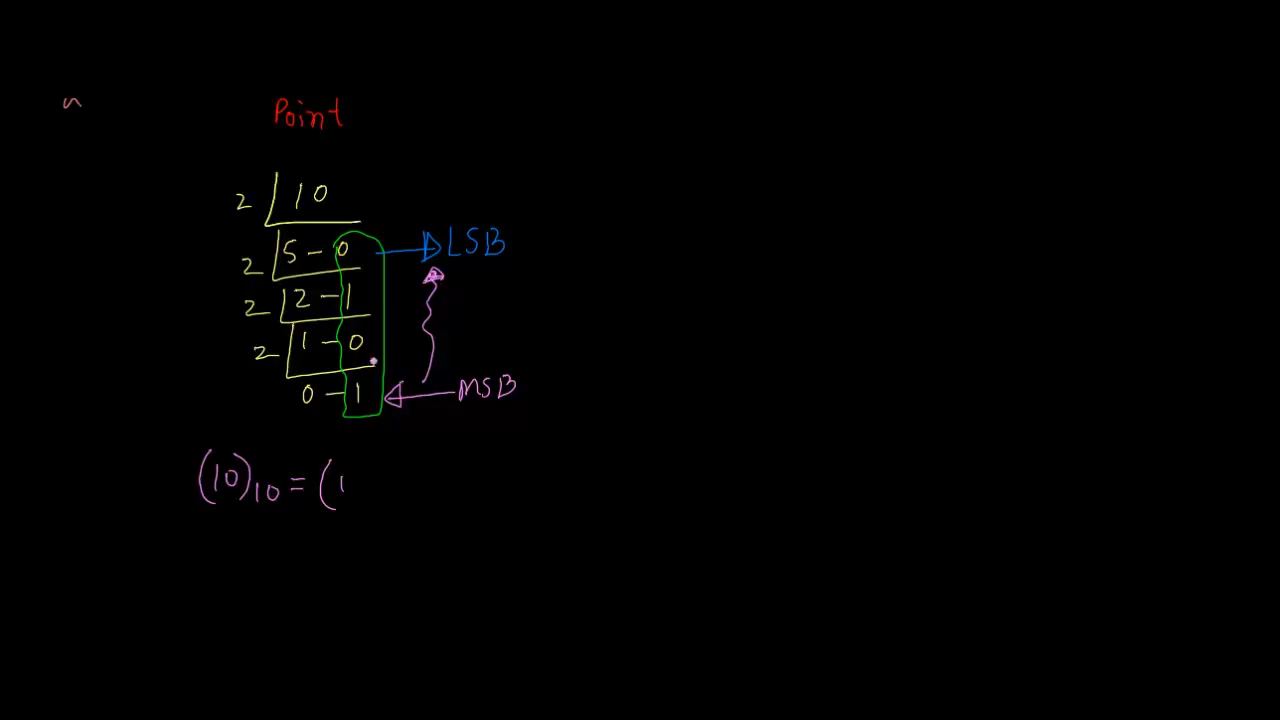 Point
2 | 10
2 | 5 - 0 → LSB
2 | 2 - 1
2 | 1 - 0
0 - 1 ← MSB
(10)10 = (1